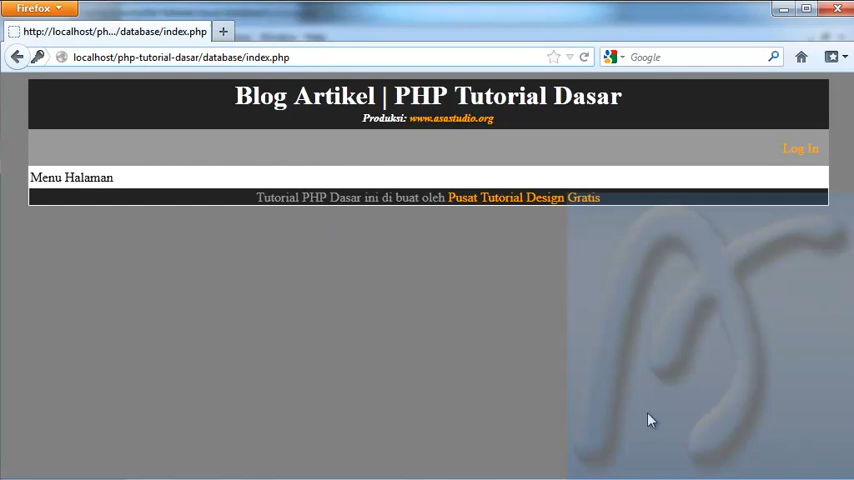 Firefox
http://localhost/ph.../database/index.php
localhost/php-tutorial-dasar/database/index.php
Google
Blog Artikel | PHP Tutorial Dasar
Produksi: www.asastudio.org
Log In
Menu Halaman
Tutorial PHP Dasar ini di buat oleh Pusat Tutorial Design Gratis